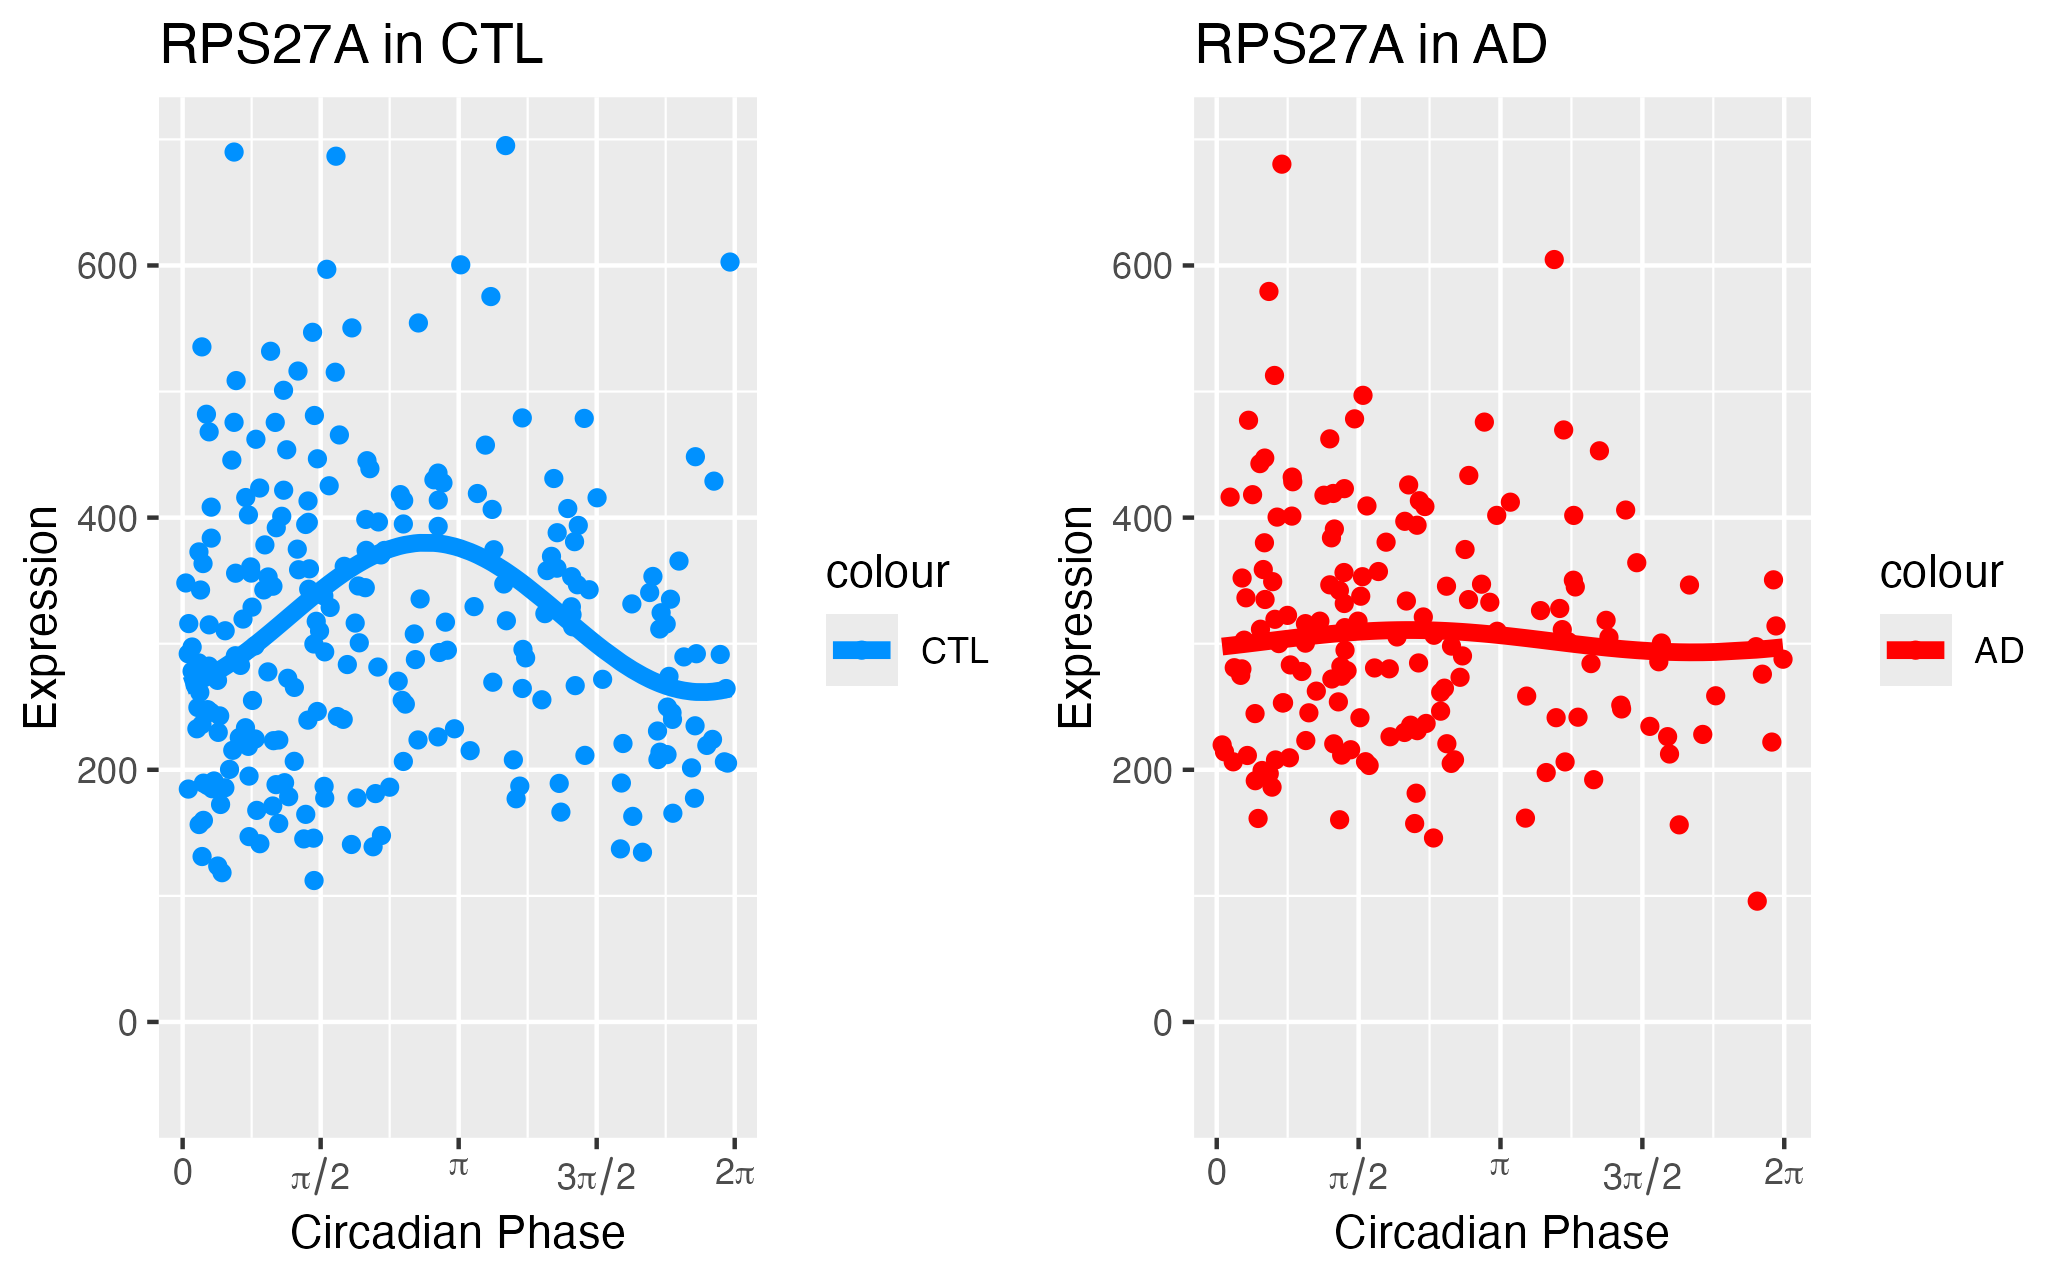 RPS27A in CTL
Expression
600
400
200
0
0 π/2 π 3π/2 2π
Circadian Phase
colour
CTL
RPS27A in AD
Expression
600
400
200
0
0 π/2 π 3π/2 2π
Circadian Phase
colour
AD